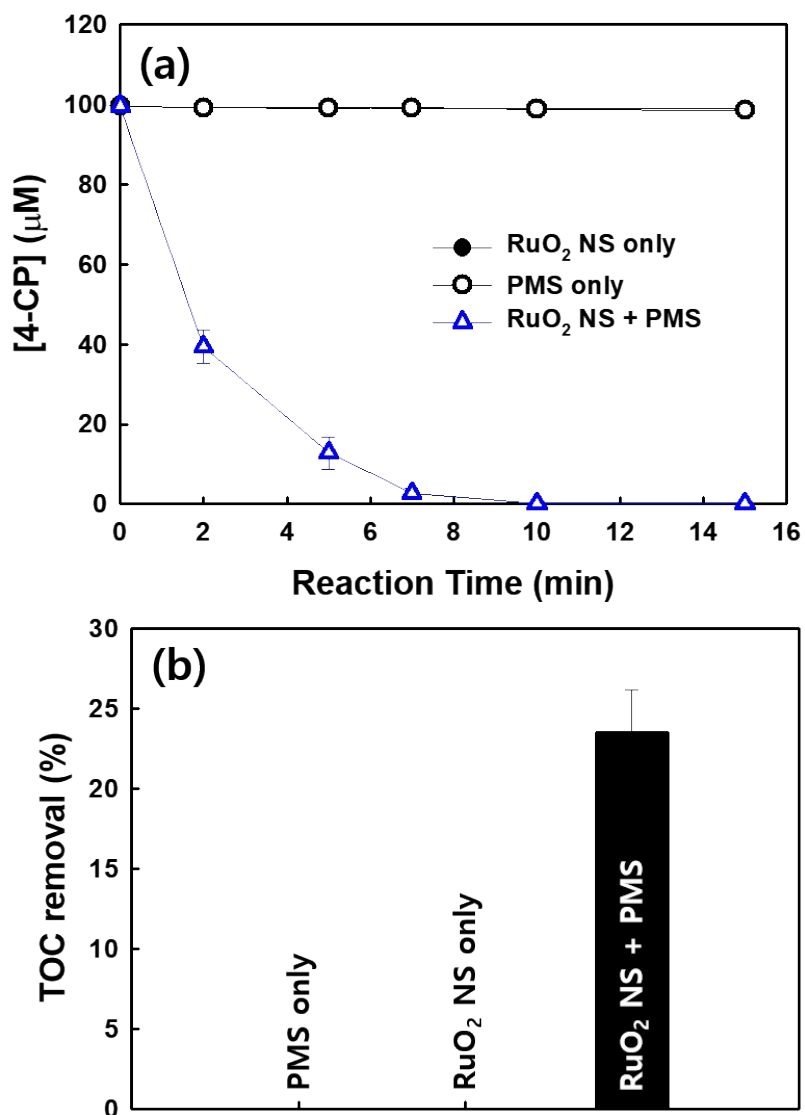 (a)
120
100
80
60
40
20
0
[4-CP] (μM)
RuO₂ NS only
PMS only
RuO₂ NS + PMS
0 2 4 6 8 10 12 14 16
Reaction Time (min)
(b)
30
25
20
15
10
5
0
TOC removal (%)
PMS only
RuO₂ NS only
RuO₂ NS + PMS